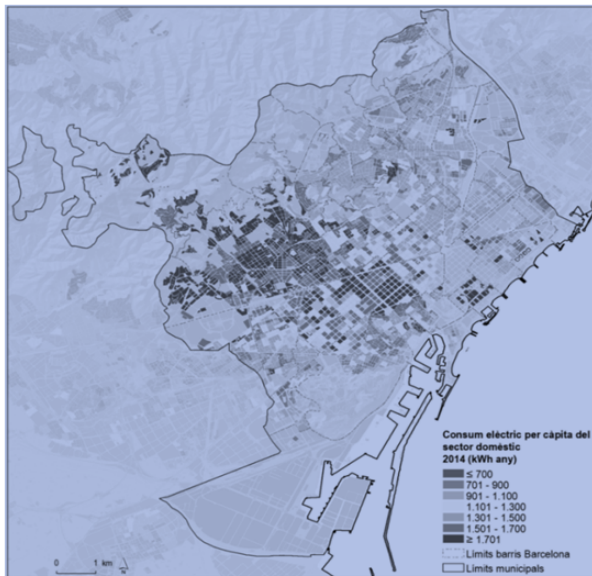 Consum elèctric per càpita del
sector domèstic
2014 (kWh any)
≤ 700
701 - 900
901 - 1.100
1.101 - 1.300
1.301 - 1.500
1.501 - 1.700
≥ 1.701
Límits barris Barcelona
Límits municipals
0 1 km